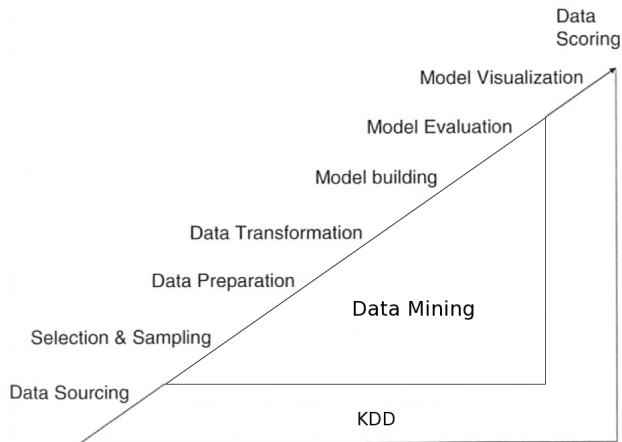 Data
Scoring
Model Visualization
Model Evaluation
Model building
Data Transformation
Data Preparation
Data Mining
Selection & Sampling
Data Sourcing
KDD